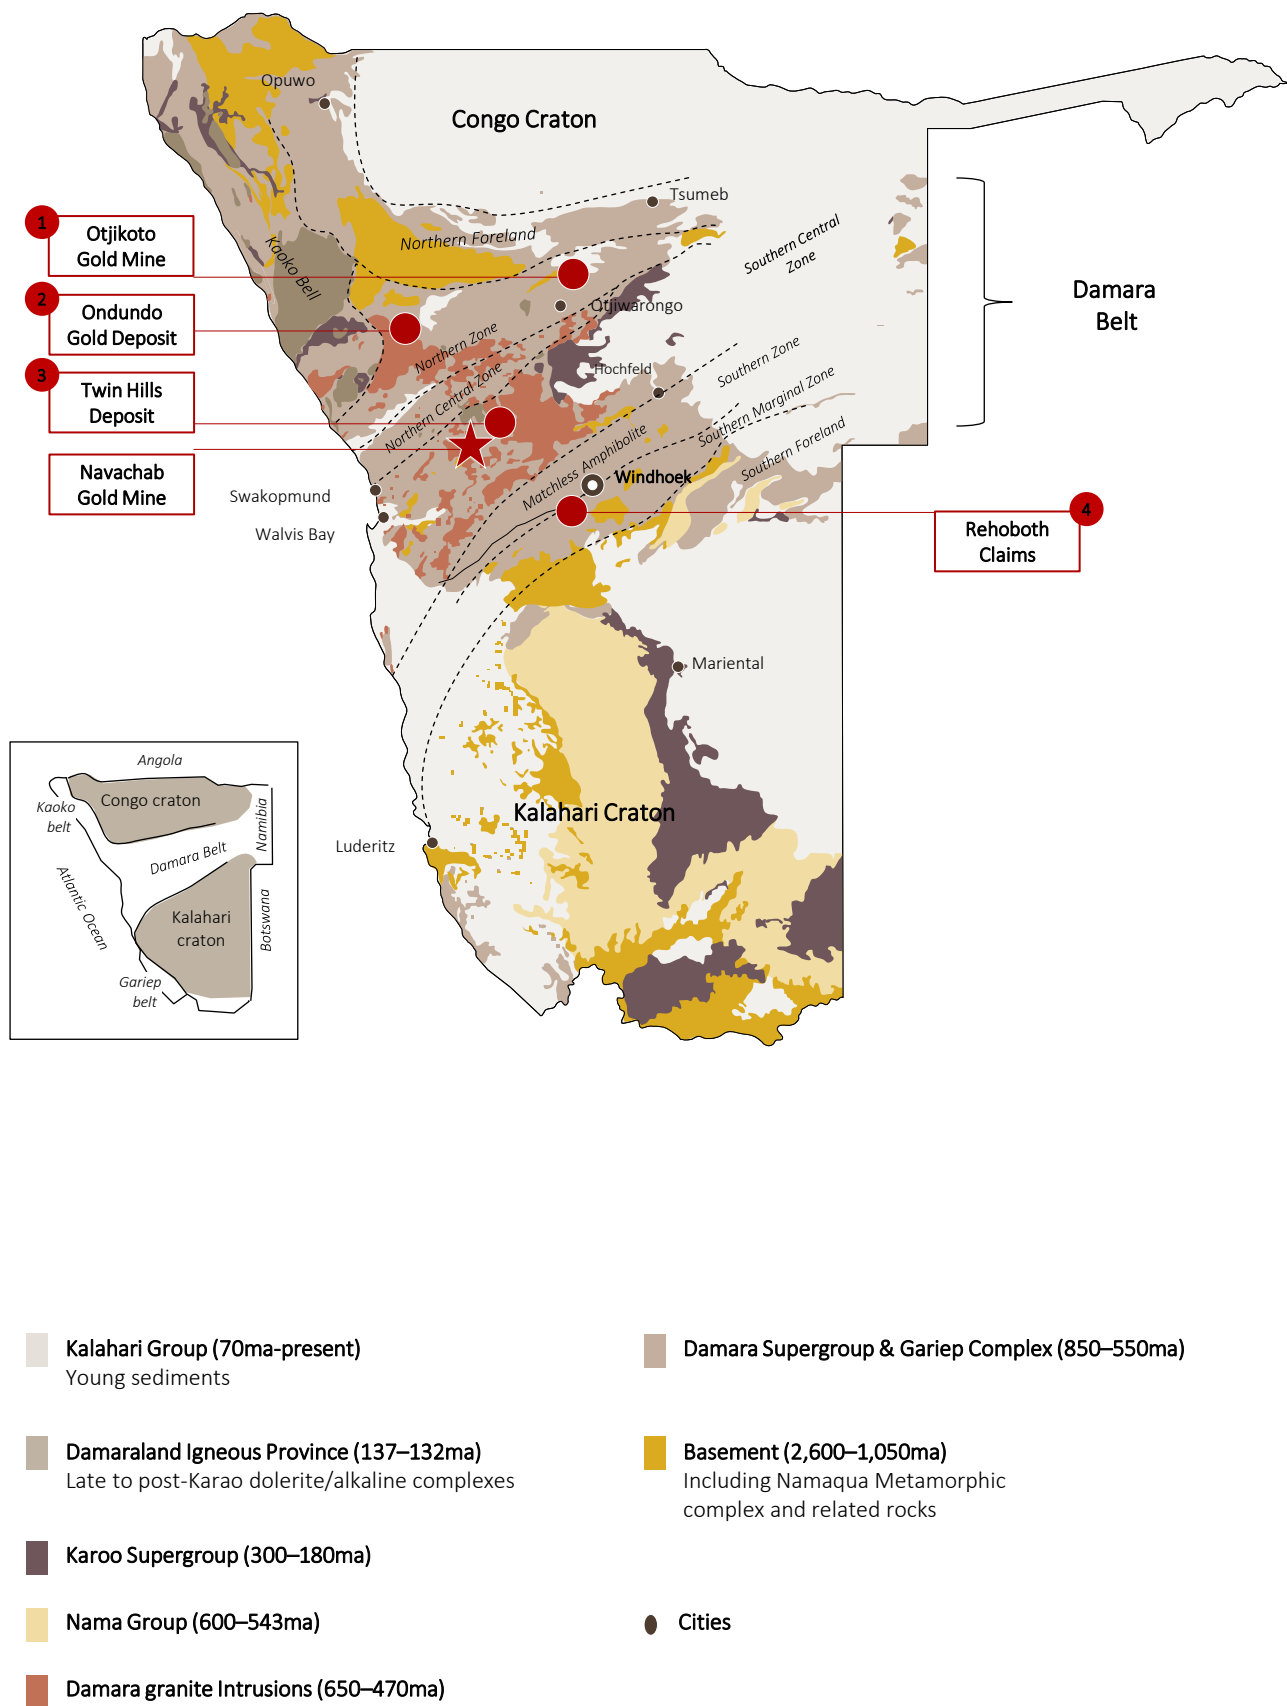 Opuwo
Congo Craton
Tsumeb
1
Otjikoto
Gold Mine
Northern Foreland
Southern Central
Zone
Kaoko Bell
2
Ondundo
Gold Deposit
Otjiwarongo
Damara
Belt
Northern Zone
3
Twin Hills
Deposit
Northern Central Zone
Hochfeld
Southern Zone
Southern Marginal Zone
Southern Foreland
Navachab
Gold Mine
Matchless Amphibolite
Windhoek
Swakopmund
Walvis Bay
4
Rehoboth
Claims
Mariental
Kalahari Craton
Luderitz
Angola
Congo craton
Kaoko
belt
Namibia
Damara Belt
Atlantic Ocean
Kalahari
craton
Botswana
Gariep
belt
Kalahari Group (70ma-present)
Young sediments
Damaraland Igneous Province (137–132ma)
Late to post-Karao dolerite/alkaline complexes
Karoo Supergroup (300–180ma)
Nama Group (600–543ma)
Damara granite Intrusions (650–470ma)
Damara Supergroup & Gariep Complex (850–550ma)
Basement (2,600–1,050ma)
Including Namaqua Metamorphic
complex and related rocks
Cities